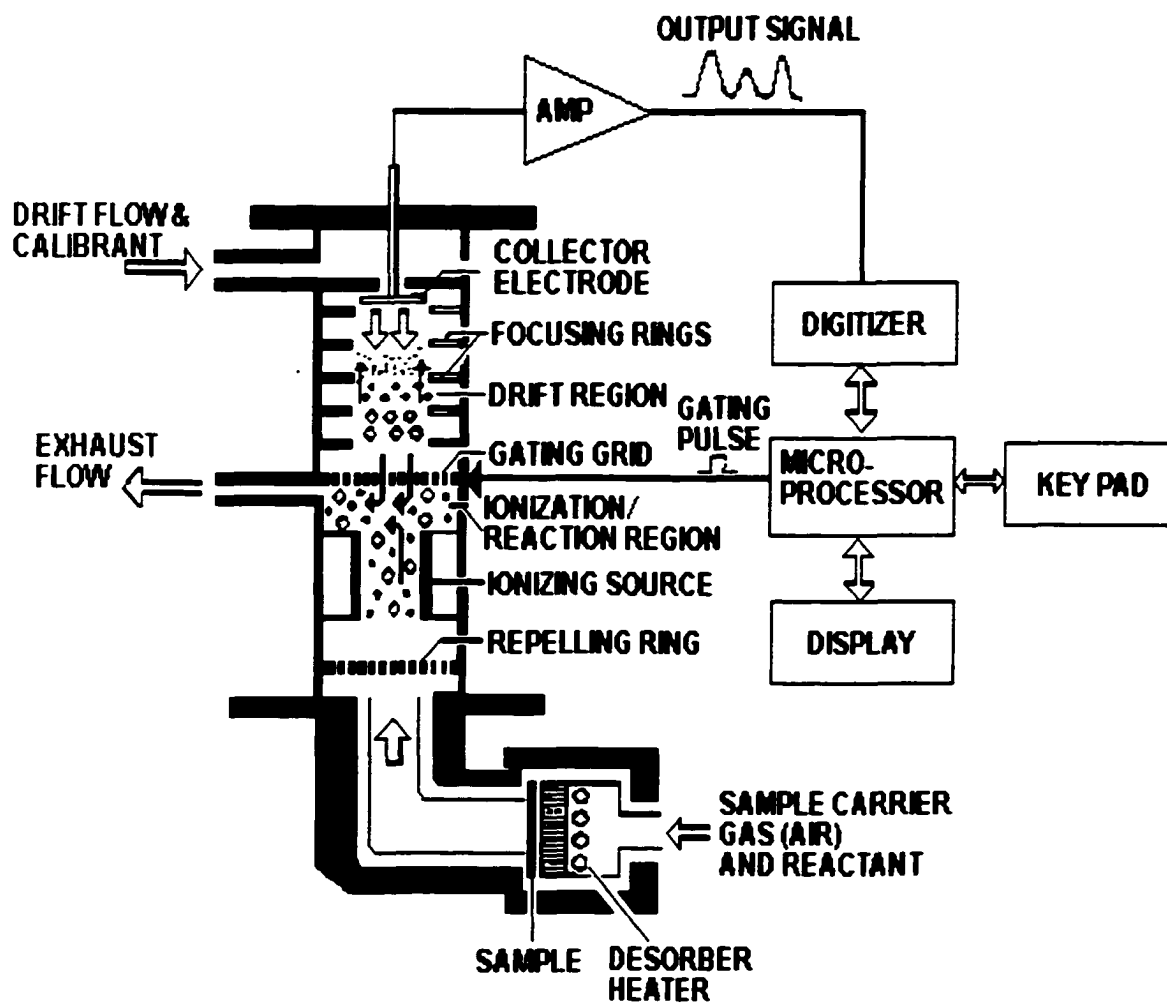 OUTPUT SIGNAL
AMP
DRIFT FLOW &
CALIBRANT
COLLECTOR
ELECTRODE
DIGITIZER
FOCUSING RINGS
DRIFT REGION
GATING
PULSE
EXHAUST
FLOW
GATING GRID
MICRO-
PROCESSOR
KEY PAD
IONIZATION/
REACTION REGION
IONIZING SOURCE
DISPLAY
REPELLING RING
SAMPLE CARRIER
GAS (AIR)
AND REACTANT
SAMPLE
DESORBER
HEATER